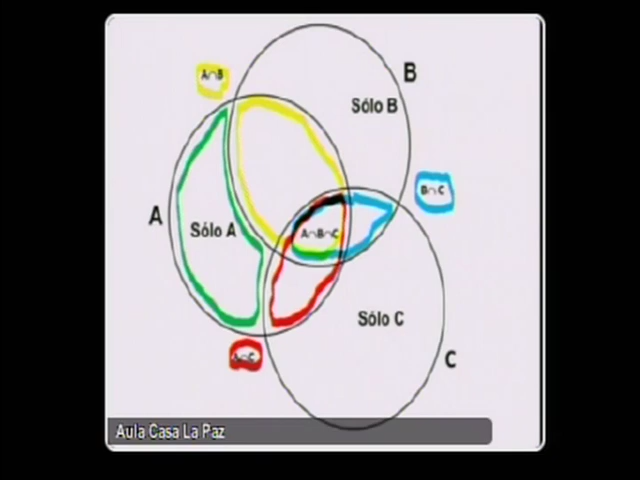 A∩B
B
Sólo B
B∩C
A
Sólo A
A∩B∩C
Sólo C
A∩C
C
Aula Casa La Paz